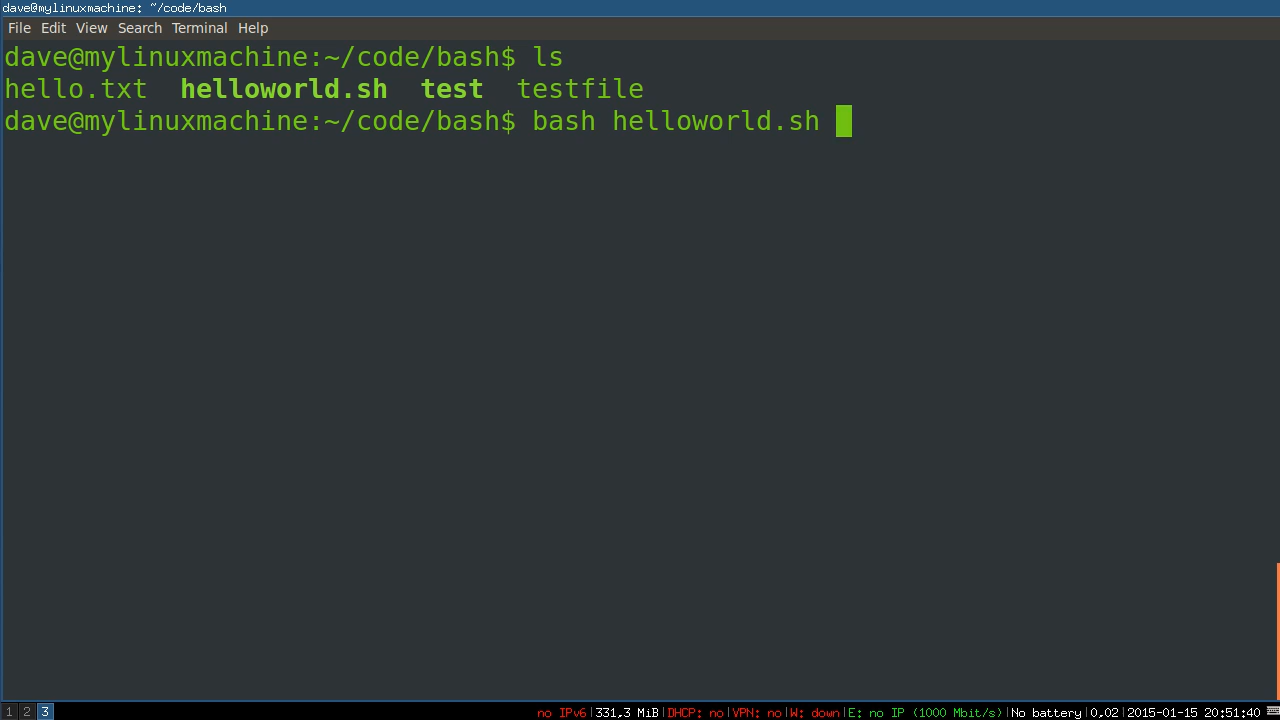 dave@mylinuxmachine: ~/code/bash
File Edit View Search Terminal Help
dave@mylinuxmachine:~/code/bash$ ls
hello.txt  helloworld.sh  test  testfile
dave@mylinuxmachine:~/code/bash$ bash helloworld.sh
1 2 3 no IPv6|331,3 MiB|DHCP: no|VPN: no|W: down|E: no IP (1000 Mbit/s)|No battery|0,02|2015-01-15 20:51:40